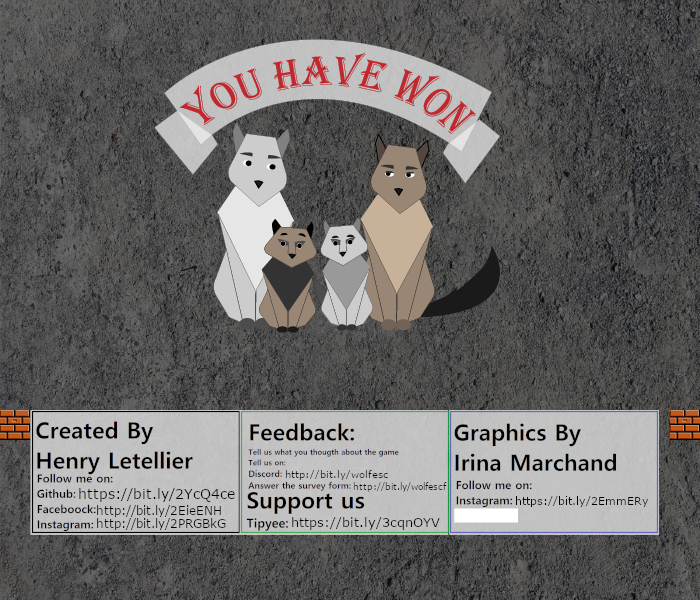 YOU HAVE WON
Created By
Henry Letellier
Follow me on:
Github: https://bit.ly/2YcQ4ce
Faceboock:http://bit.ly/2EieENH
Instagram: http://bit.ly/2PRGBkG
Feedback:
Tell us what you thougth about the game
Tell us on:
Discord: http://bit.ly/wolfesc
Answer the survey form: http://bit.ly/wolfescf
Support us
Tipyee: https://bit.ly/3cqnOYV
Graphics By
Irina Marchand
Follow me on:
Instagram: https://bit.ly/2EmmERy